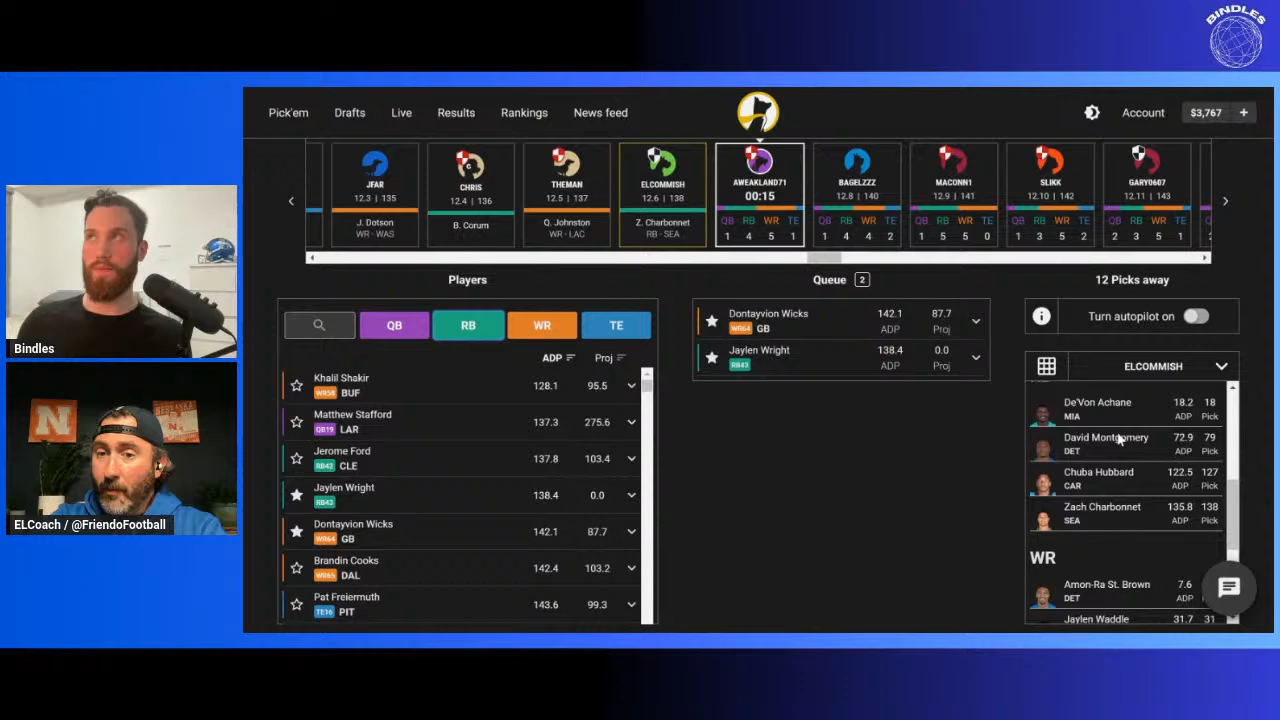 BINDLES
Pick'em Drafts Live Results Rankings News feed Account $3,767 +
JFAR
12.3 | 135
J. Dotson
WR - WAS
CHRIS
12.4 | 136
B. Corum
THEMAN
12.5 | 137
Q. Johnston
WR - LAC
ELCOMMISH
12.6 | 138
Z. Charbonnet
RB - SEA
AWEAKLAND71
00:15
QB RB WR TE
1 4 5 1
BAGELZZZ
12.8 | 140
QB RB WR TE
1 4 4 2
MACONN1
12.9 | 141
QB RB WR TE
1 5 5 0
SLIKK
12.10 | 142
QB RB WR TE
1 3 5 2
GARY0607
12.11 | 143
QB RB WR TE
2 3 5 1
Players
QB RB WR TE
ADP Proj
Khalil Shakir 128.1 95.5
WR58 BUF
Matthew Stafford 137.3 275.6
QB19 LAR
Jerome Ford 137.8 103.4
RB42 CLE
Jaylen Wright 138.4 0.0
RB43
Dontayvion Wicks 142.1 87.7
WR64 GB
Brandin Cooks 142.4 103.2
WR65 DAL
Pat Freiermuth 143.6 99.3
TE16 PIT
Queue 2
Dontayvion Wicks 142.1 87.7
WR64 GB ADP Proj
Jaylen Wright 138.4 0.0
RB43 ADP Proj
12 Picks away
Turn autopilot on
ELCOMMISH
De'Von Achane 18.2 18
MIA ADP Pick
David Montgomery 72.9 79
DET ADP Pick
Chuba Hubbard 122.5 127
CAR ADP Pick
Zach Charbonnet 135.8 138
SEA ADP Pick
WR
Amon-Ra St. Brown 7.6
DET ADP
Jaylen Waddle 31.7 31
Bindles
N
NEBRASKA
ELCoach / @FriendoFootball